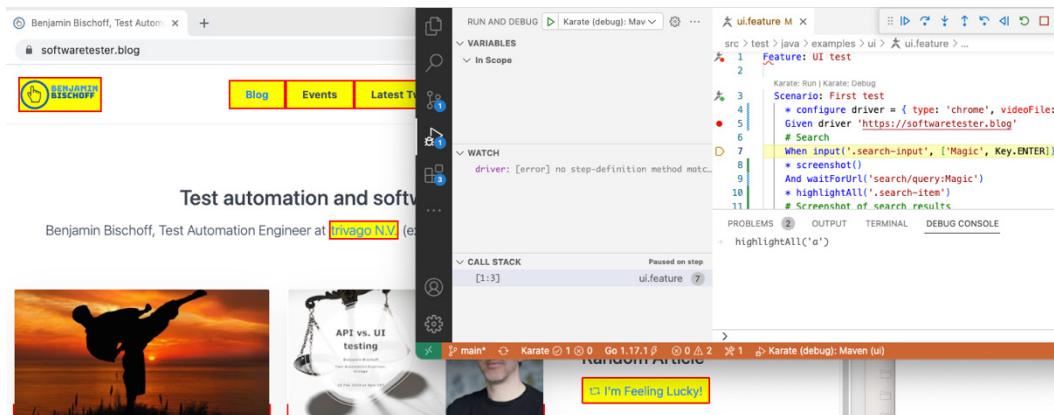 Benjamin Bischoff, Test Autom
softwaretester.blog
BENJAMIN
BISCHOFF
Blog
Events
Latest Tw
Test automation and softw
Benjamin Bischoff, Test Automation Engineer at trivago N.V. (ex
API vs. UI
testing
Random Article
I'm Feeling Lucky!
RUN AND DEBUG
Karate (debug): Mav
VARIABLES
In Scope
WATCH
driver: [error] no step-definition method matc…
CALL STACK
Paused on step
[1:3]
ui.feature
7
1
1
3
ui.feature M
src > test > java > examples > ui > ui.feature > ...
1 Feature: UI test
2
Karate: Run | Karate: Debug
3 Scenario: First test
4 * configure driver = { type: 'chrome', videoFile:
5 Given driver 'https://softwaretester.blog'
6 # Search
7 When input('.search-input', ['Magic', Key.ENTER])
8 * screenshot()
9 And waitForUrl('search/query:Magic')
10 * highlightAll('.search-item')
11 # Screenshot of search results
PROBLEMS 2 OUTPUT TERMINAL DEBUG CONSOLE
highlightAll('a')
main* Karate 1 0 Go 1.17.1 0 2 1 Karate (debug): Maven (ui)